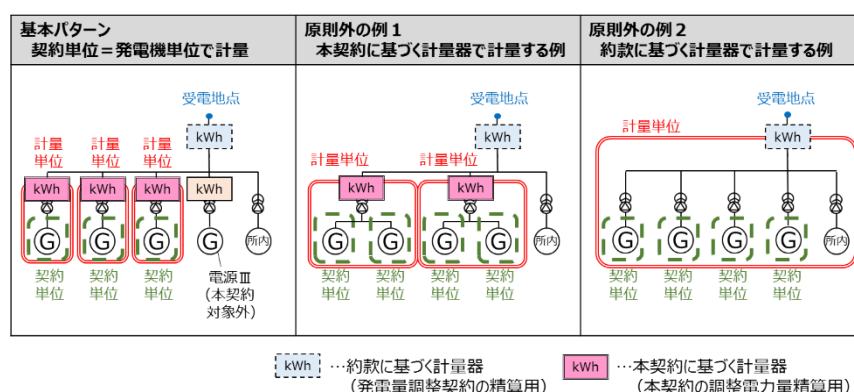 基本パターン
契約単位＝発電機単位で計量
原則外の例１
本契約に基づく計量器で計量する例
原則外の例２
約款に基づく計量器で計量する例
受電地点
kWh
計量
単位
計量
単位
計量
単位
kWh
kWh
kWh
kWh
G
G
G
G
所内
契約
単位
契約
単位
契約
単位
電源Ⅲ
（本契約
対象外）
受電地点
kWh
計量単位
計量単位
kWh
kWh
G
G
G
G
所内
契約
単位
契約
単位
契約
単位
契約
単位
受電地点
計量単位
kWh
G
G
G
G
所内
契約
単位
契約
単位
契約
単位
契約
単位
kWh …約款に基づく計量器
（発電量調整契約の精算用）
kWh …本契約に基づく計量器
（本契約の調整電力量精算用）